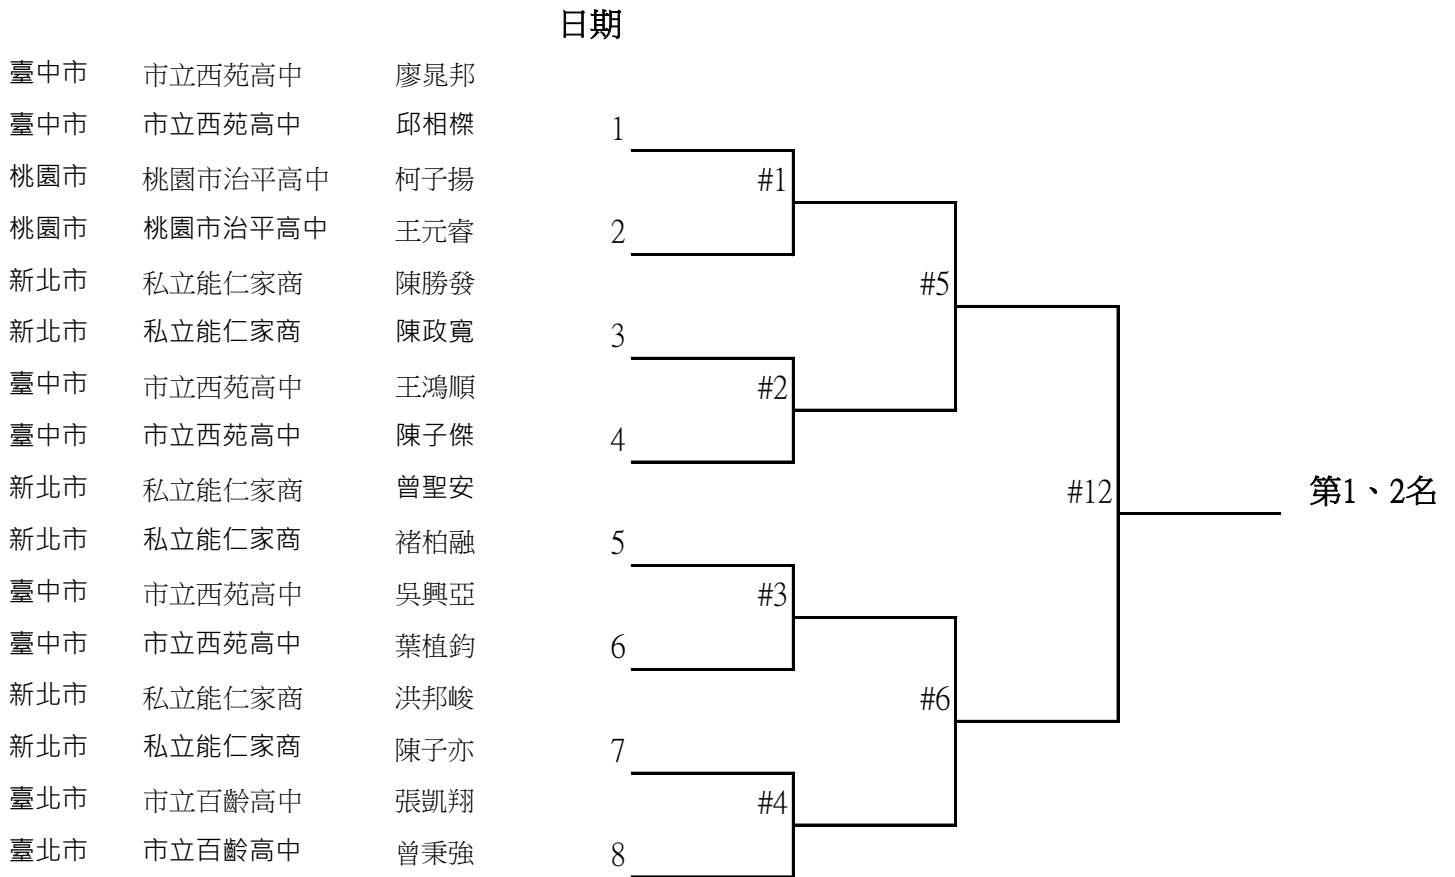 日期
臺中市 市立西苑高中 廖晁邦
臺中市 市立西苑高中 邱相榤 1
桃園市 桃園市治平高中 柯子揚 #1
桃園市 桃園市治平高中 王元睿 2
新北市 私立能仁家商 陳勝發 #5
新北市 私立能仁家商 陳政寬 3
臺中市 市立西苑高中 王鴻順 #2
臺中市 市立西苑高中 陳子傑 4
新北市 私立能仁家商 曾聖安 #12 第1、2名
新北市 私立能仁家商 褚柏融 5
臺中市 市立西苑高中 吳興亞 #3
臺中市 市立西苑高中 葉植鈞 6
新北市 私立能仁家商 洪邦峻 #6
新北市 私立能仁家商 陳子亦 7
臺北市 市立百齡高中 張凱翔 #4
臺北市 市立百齡高中 曾秉強 8